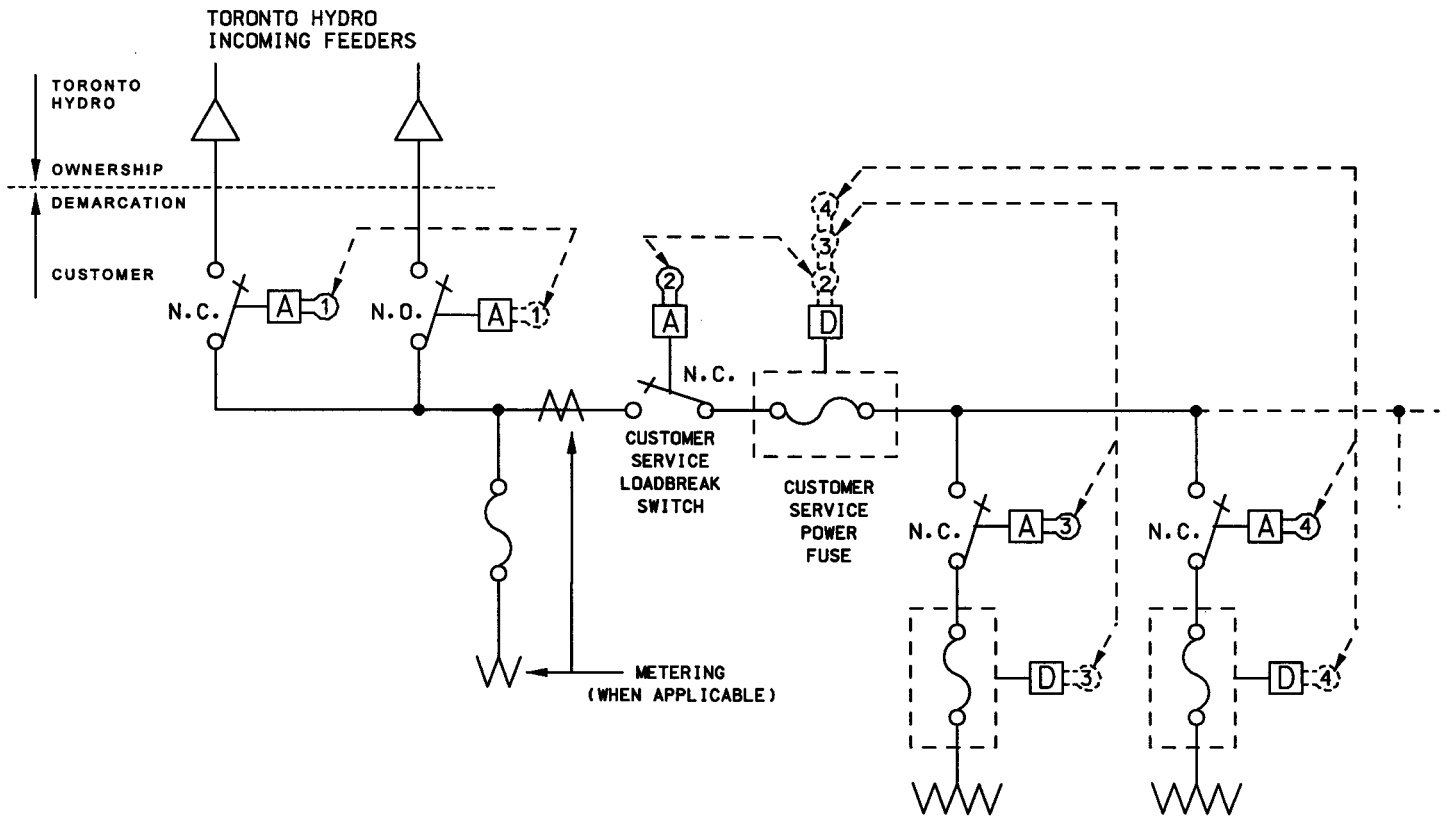 TORONTO HYDRO
INCOMING FEEDERS
TORONTO
HYDRO
OWNERSHIP
DEMARCATION
CUSTOMER
N.C.
A
1
N.O.
A
1
2
A
N.C.
4
3
2
D
CUSTOMER
SERVICE
LOADBREAK
SWITCH
CUSTOMER
SERVICE
POWER
FUSE
N.C.
A
3
N.C.
A
4
D
3
D
4
METERING
(WHEN APPLICABLE)